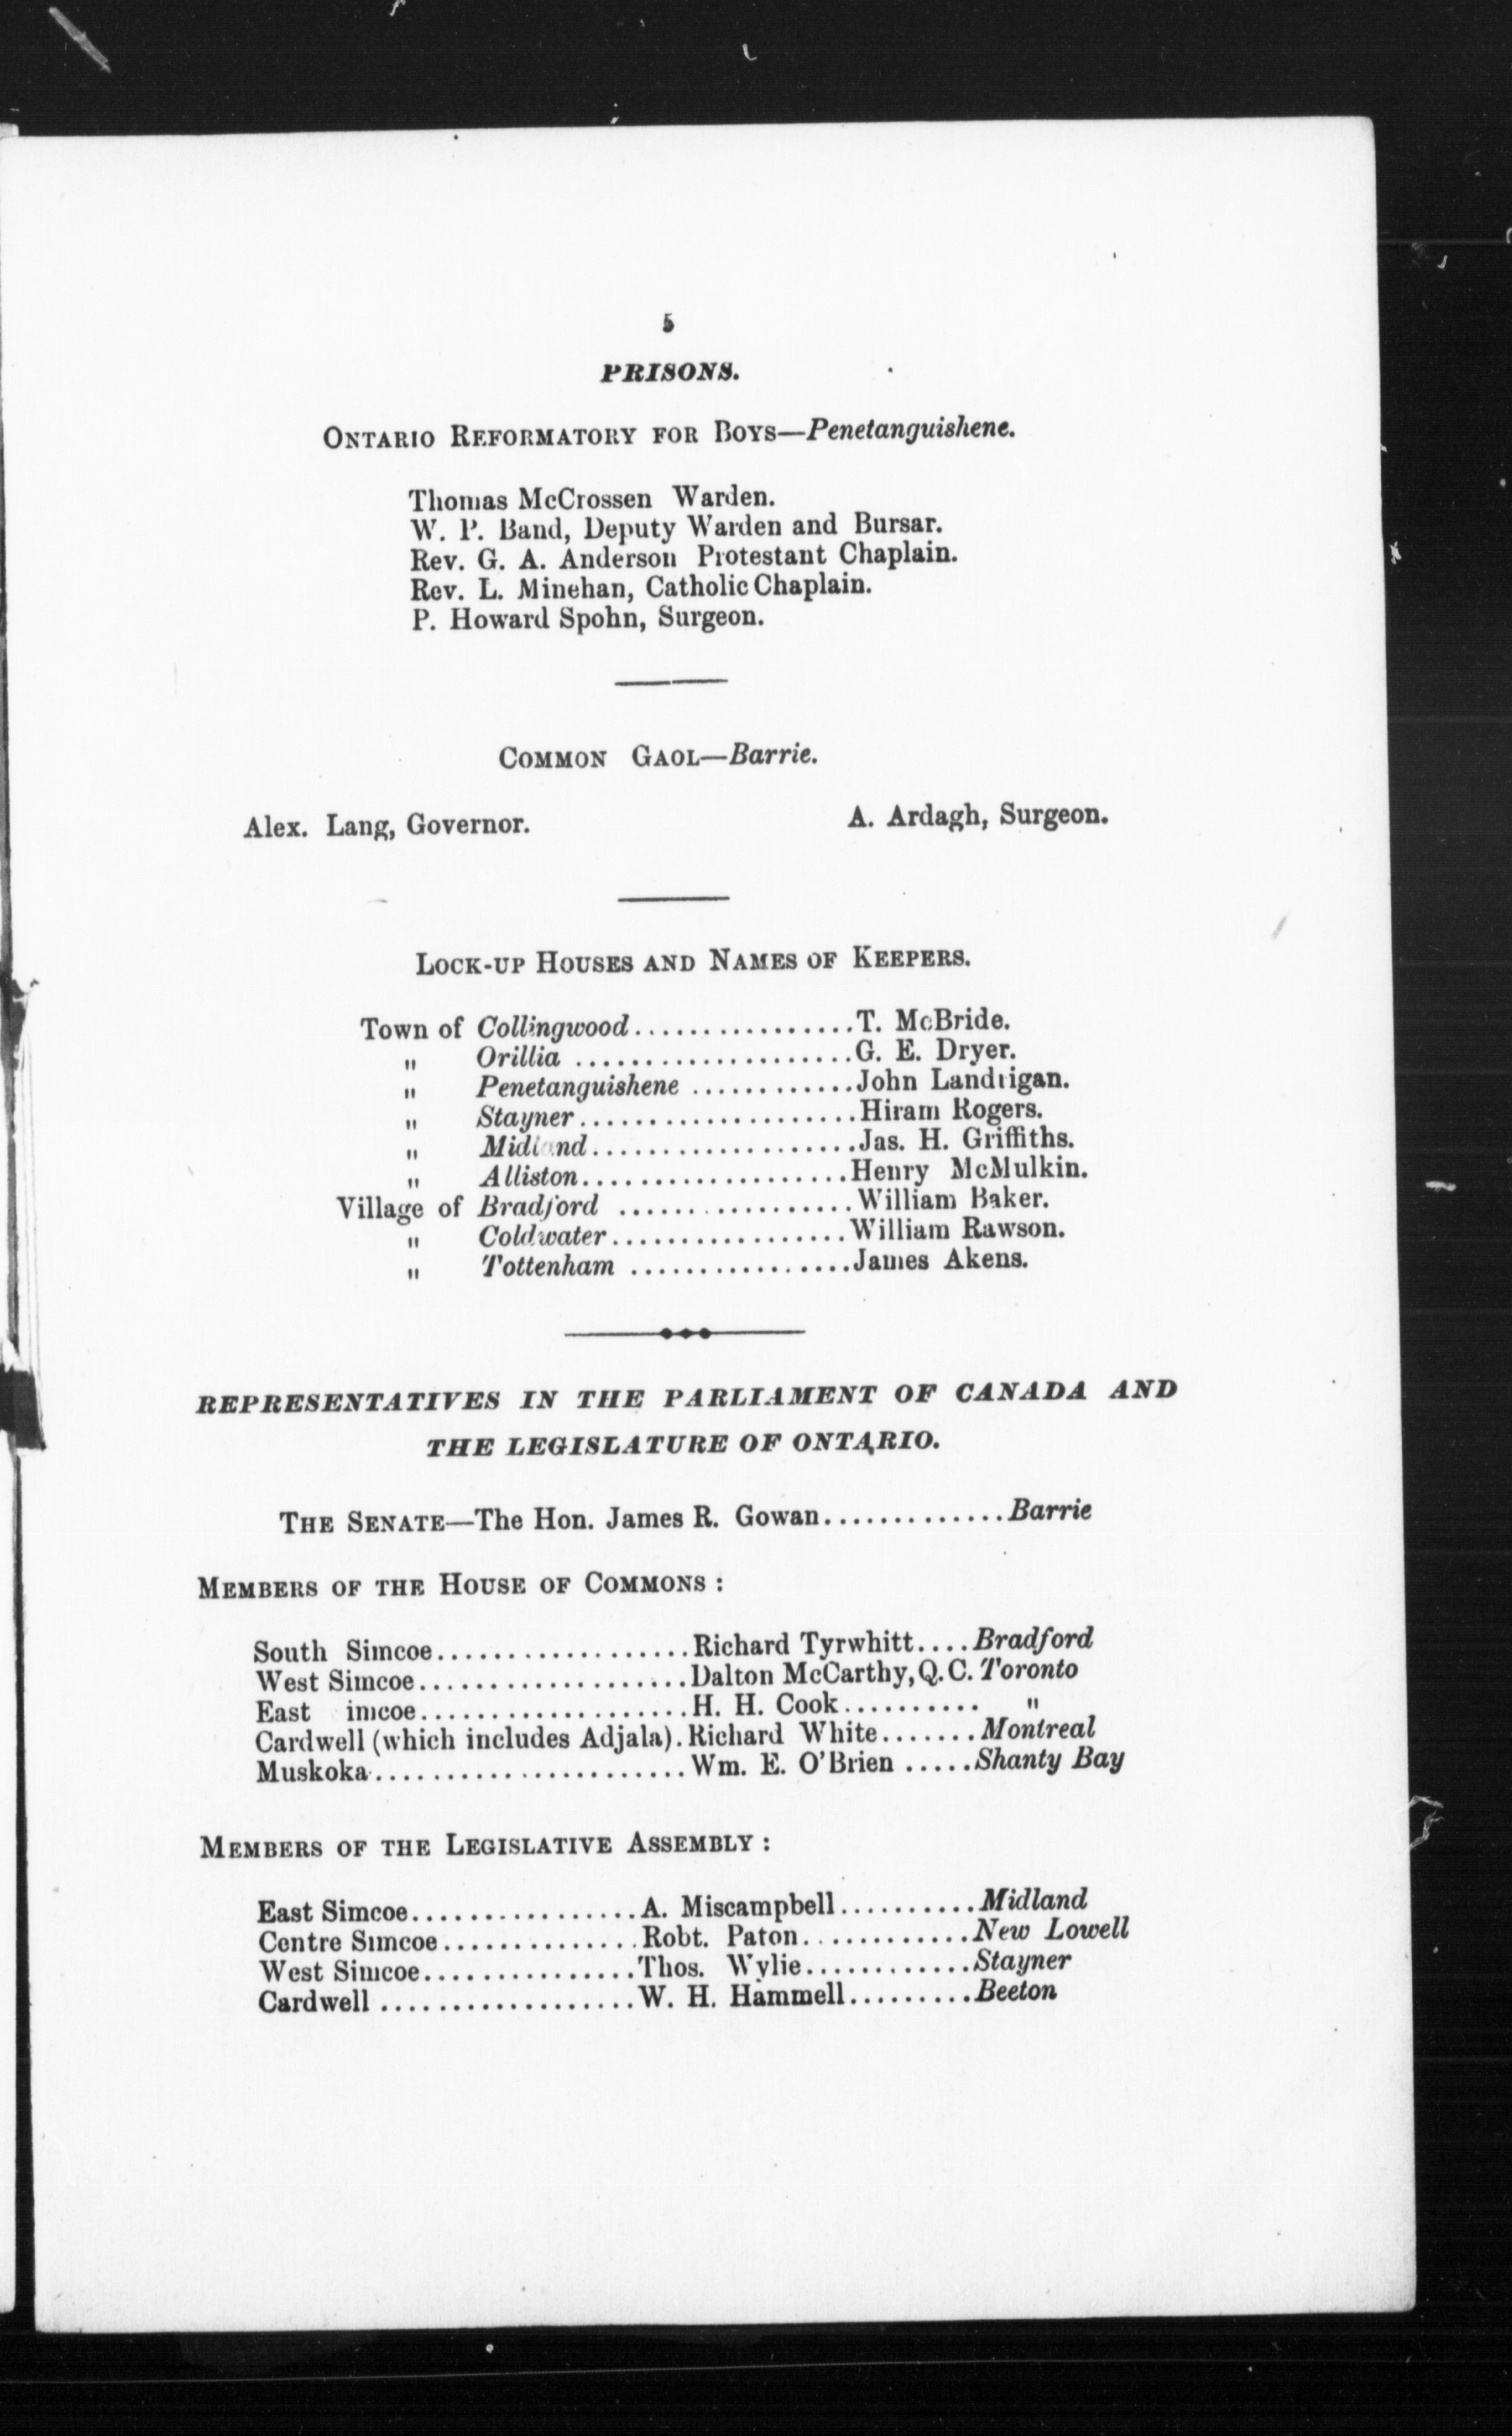 5
PRISONS.
ONTARIO REFORMATORY FOR BOYS—Penetanguishene.
Thomas McCrossen Warden.
W. P. Band, Deputy Warden and Bursar.
Rev. G. A. Anderson Protestant Chaplain.
Rev. L. Minehan, Catholic Chaplain.
P. Howard Spohn, Surgeon.
COMMON GAOL—Barrie.
Alex. Lang, Governor. A. Ardagh, Surgeon.
LOCK-UP HOUSES AND NAMES OF KEEPERS.
Town of Collingwood................T. McBride.
" Orillia ....................G. E. Dryer.
" Penetanguishene ............John Landrigan.
" Stayner....................Hiram Rogers.
" Midland...................Jas. H. Griffiths.
" Alliston...................Henry McMulkin.
Village of Bradford .................William Baker.
" Coldwater.................William Rawson.
" Tottenham ................James Akens.
REPRESENTATIVES IN THE PARLIAMENT OF CANADA AND
THE LEGISLATURE OF ONTARIO.
THE SENATE—The Hon. James R. Gowan.............Barrie
MEMBERS OF THE HOUSE OF COMMONS :
South Simcoe..................Richard Tyrwhitt....Bradford
West Simcoe...................Dalton McCarthy, Q.C. Toronto
East imcoe...................H. H. Cook.......... "
Cardwell (which includes Adjala).Richard White.......Montreal
Muskoka......................Wm. E. O'Brien .....Shanty Bay
MEMBERS OF THE LEGISLATIVE ASSEMBLY :
East Simcoe................A. Miscampbell..........Midland
Centre Simcoe..............Robt. Paton............New Lowell
West Simcoe...............Thos. Wylie............Stayner
Cardwell ..................W. H. Hammell.........Beeton